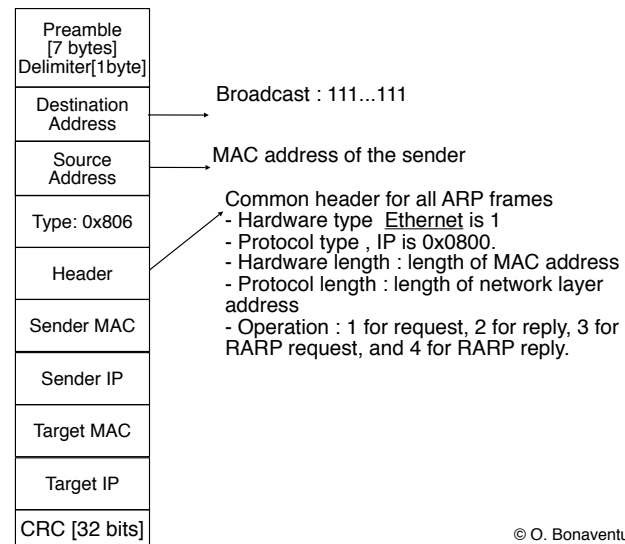 Preamble
[7 bytes]
Delimiter[1byte]
Destination
Address
Broadcast : 111...111
Source
Address
MAC address of the sender
Type: 0x806
Header
Common header for all ARP frames
- Hardware type Ethernet is 1
- Protocol type , IP is 0x0800.
- Hardware length : length of MAC address
- Protocol length : length of network layer
address
- Operation : 1 for request, 2 for reply, 3 for
RARP request, and 4 for RARP reply.
Sender MAC
Sender IP
Target MAC
Target IP
CRC [32 bits]
© O. Bonaventu